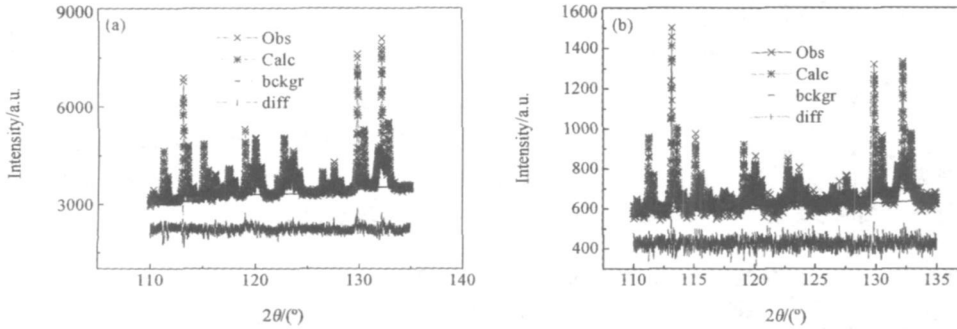 (a)
9000
6000
3000
Intensity/a.u.
Obs
Calc
bckgr
diff
110
120
130
140
2θ/(°)
(b)
1600
1400
1200
1000
800
600
400
Intensity/a.u.
Obs
Calc
bckgr
diff
110
115
120
125
130
135
2θ/(°)